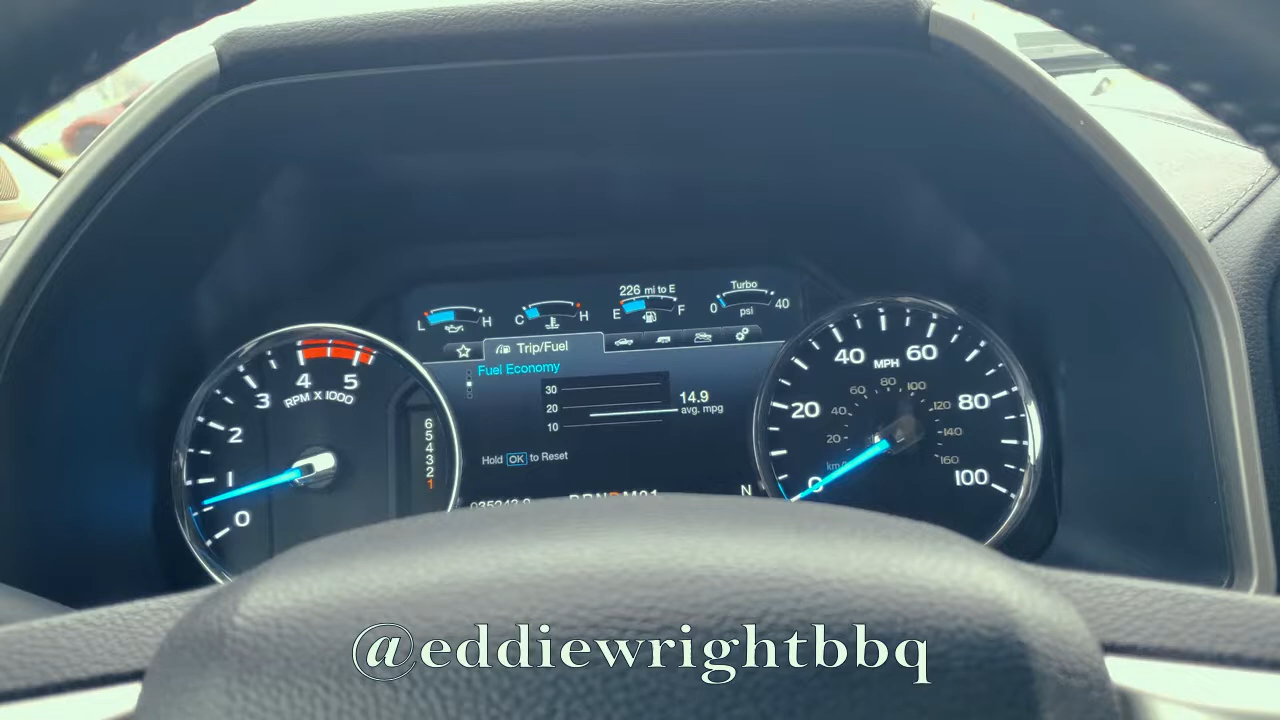 226 mi to E
Turbo
L H
C H
E F
0 40
psi
Trip/Fuel
Fuel Economy
30
20
10
14.9
avg. mpg
Hold OK to Reset
N
0
1
2
3
4
5
RPM X 1000
6
5
4
3
2
1
0
20
40
60
80
100
MPH
20
40
60
80
100
120
140
160
@eddiewrightbbq